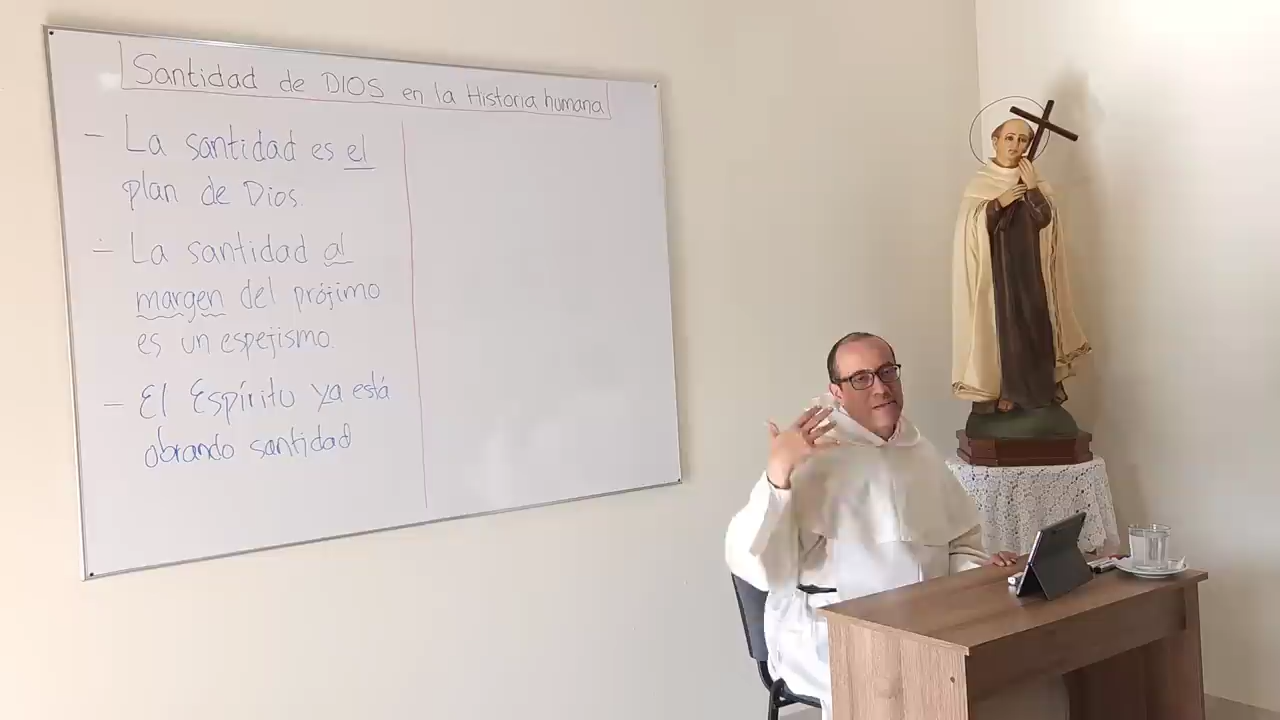 Santidad de DIOS en la Historia humana
- La santidad es el
plan de Dios.
- La santidad al
margen del prójimo
es un espejismo.
- El Espíritu ya está
obrando santidad